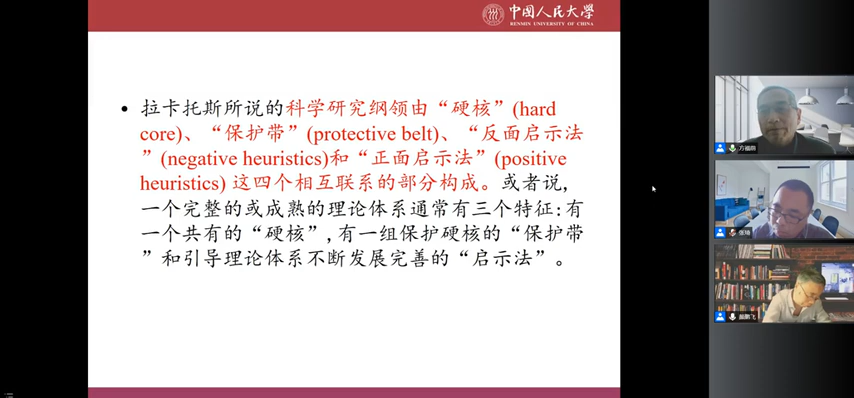 中國人民大學
RENMIN UNIVERSITY OF CHINA
• 拉卡托斯所说的科学研究纲领由“硬核”(hard
core)、“保护带”(protective belt)、“反面启示法
”(negative heuristics)和“正面启示法”(positive
heuristics) 这四个相互联系的部分构成。或者说,
一个完整的或成熟的理论体系通常有三个特征:有
一个共有的“硬核”,有一组保护硬核的“保护带
”和引导理论体系不断发展完善的“启示法”。
张琦